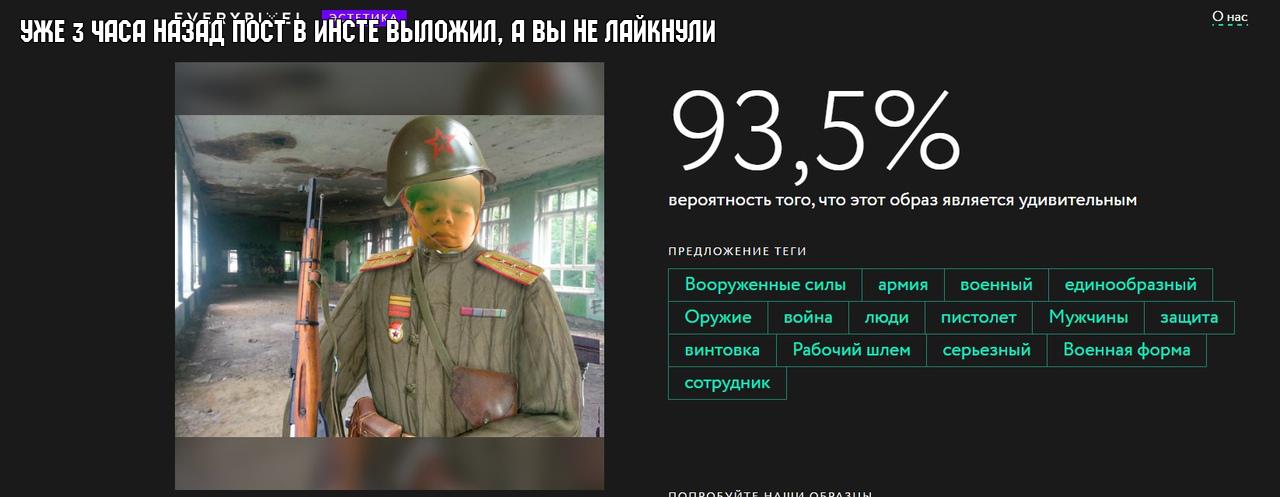 EVERYPIXEL ЭСТЕТИКА
О нас
УЖЕ 3 ЧАСА НАЗАД ПОСТ В ИНСТЕ ВЫЛОЖИЛ, А ВЫ НЕ ЛАЙКНУЛИ
93,5%
вероятность того, что этот образ является удивительным
ПРЕДЛОЖЕНИЕ ТЕГИ
Вооруженные силы армия военный единообразный
Оружие война люди пистолет Мужчины защита
винтовка Рабочий шлем серьезный Военная форма
сотрудник
ПОПРОБУЙТЕ НАШИ ОБРАЗЦЫ